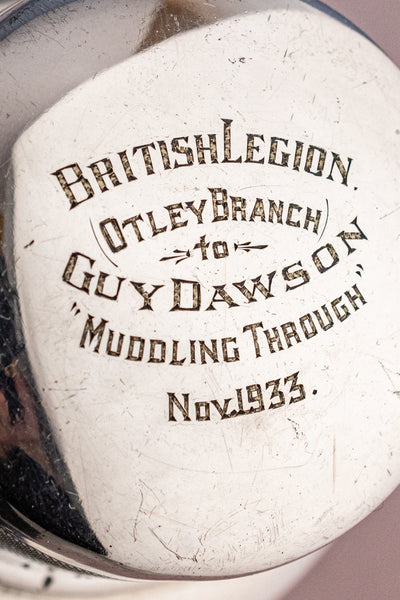 BRITISH LEGION.
(OTLEY BRANCH)
to
GUY DAWSON
"MUDDLING THROUGH"
Nov. 1933.